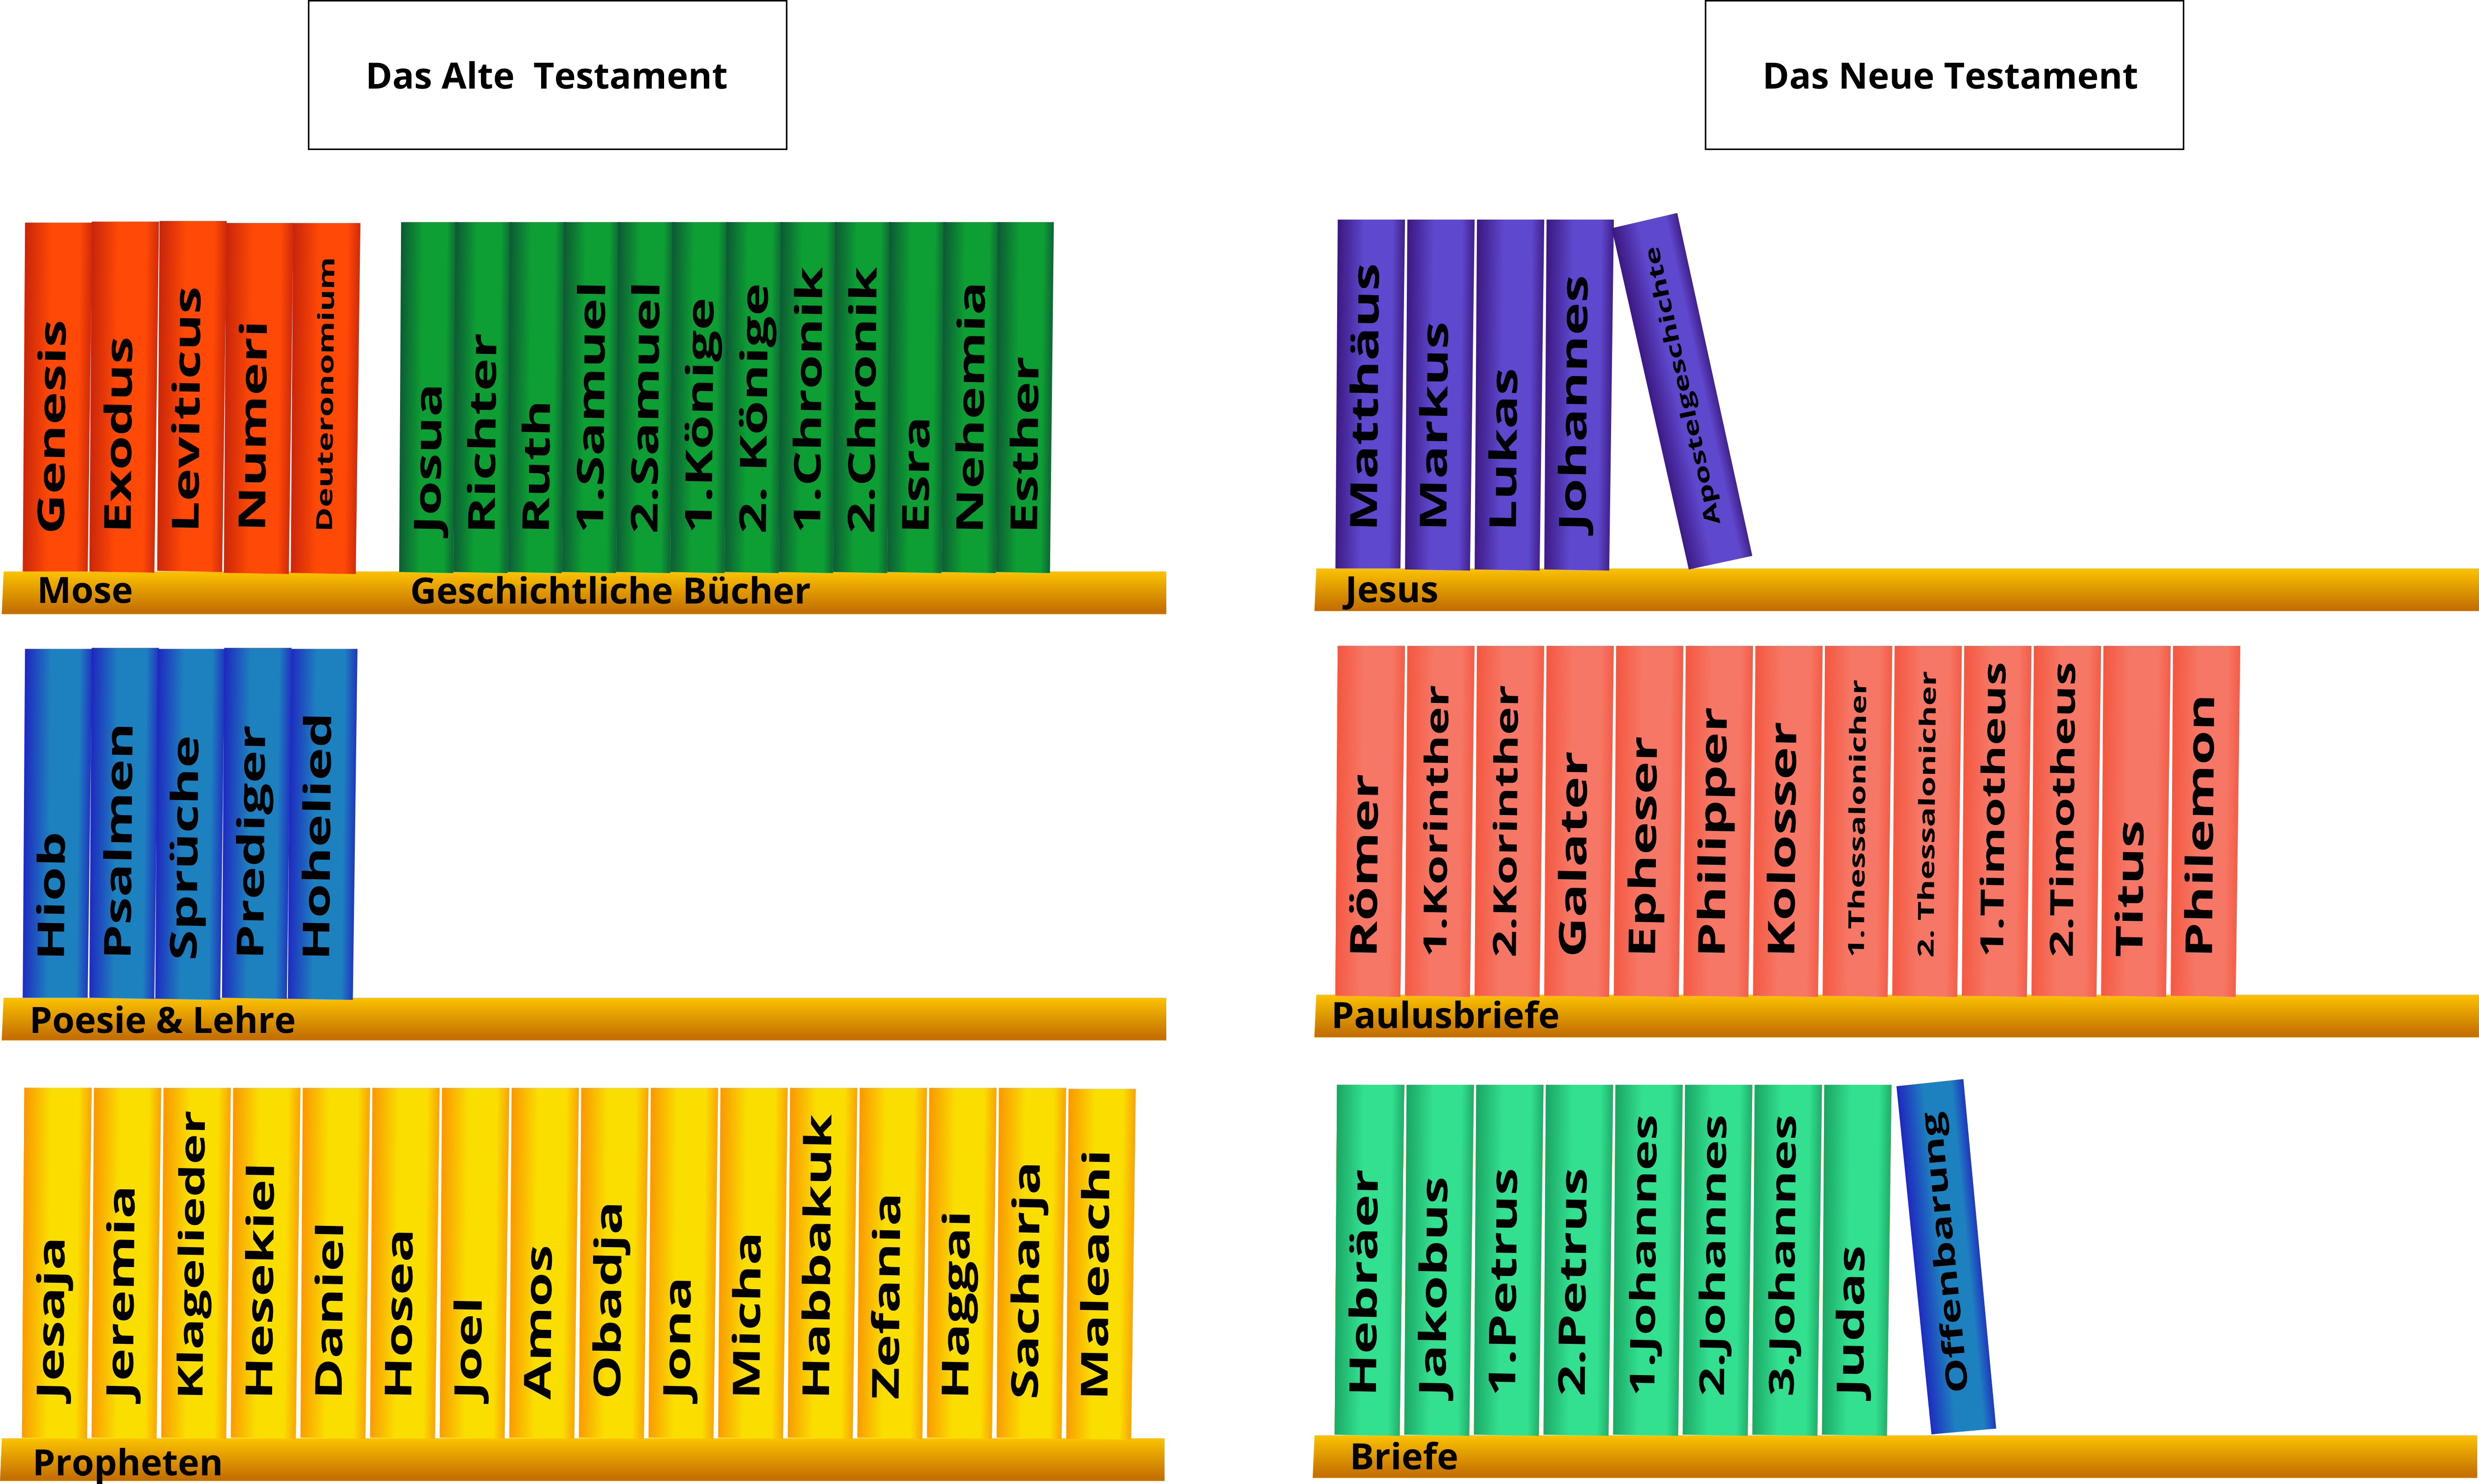 Das Alte  Testament
Genesis
Exodus
Leviticus
Numeri
Deuteronomium
Josua
Richter
Ruth
1.Samuel
2.Samuel
1.Könige
2. Könige
1.Chronik
2.Chronik
Esra
Nehemia
Esther
Mose
Geschichtliche Bücher
Hiob
Psalmen
Sprüche
Prediger
Hohelied
Poesie & Lehre
Jesaja
Jeremia
Klagelieder
Hesekiel
Daniel
Hosea
Joel
Amos
Obadja
Jona
Micha
Habbakuk
Zefania
Haggai
Sacharja
Maleachi
Propheten
Das Neue Testament
Matthäus
Markus
Lukas
Johannes
Apostelgeschichte
Jesus
Römer
1.Korinther
2.Korinther
Galater
Epheser
Philipper
Kolosser
1.Thessalonicher
2. Thessalonicher
1.Timotheus
2.Timotheus
Titus
Philemon
Paulusbriefe
Hebräer
Jakobus
1.Petrus
2.Petrus
1.Johannes
2.Johannes
3.Johannes
Judas
Offenbarung
Briefe